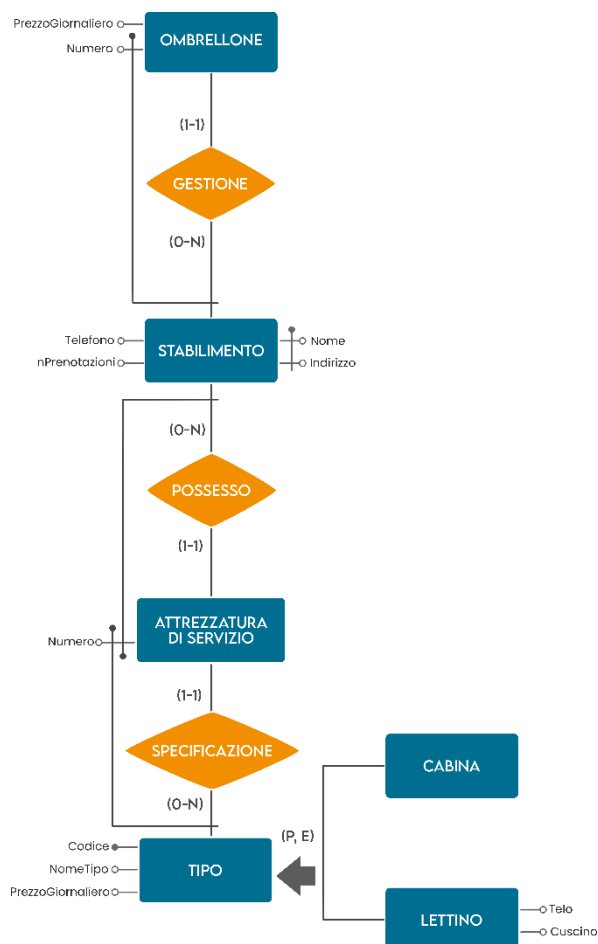 PrezzoGiornaliero
Numero
OMBRELLONE
(1-1)
GESTIONE
(0-N)
Telefono
nPrenotazioni
STABILIMENTO
Nome
Indirizzo
(0-N)
POSSESSO
(1-1)
ATTREZZATURA
DI SERVIZIO
Numero
(1-1)
SPECIFICAZIONE
(0-N)
CABINA
(P, E)
Codice
NomeTipo
PrezzoGiornaliero
TIPO
LETTINO
Telo
Cuscino